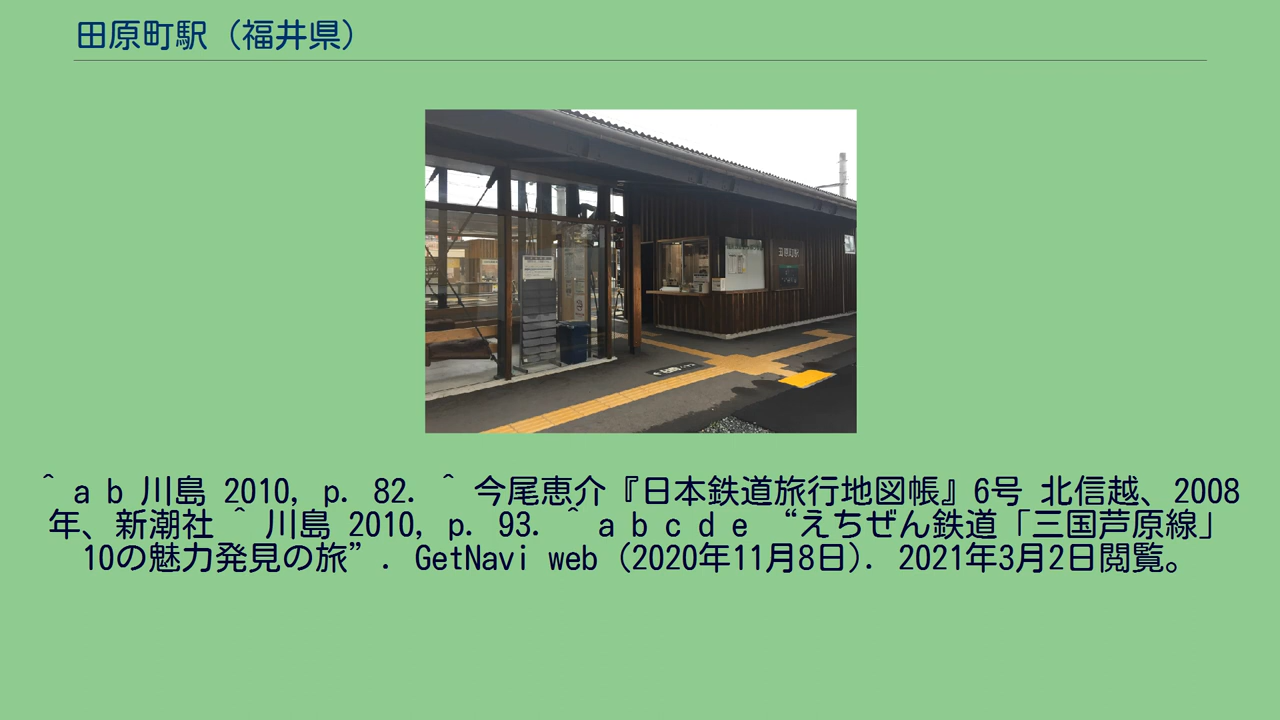 田原町駅（福井県）
田原町駅
^ a b 川島 2010, p. 82. ^ 今尾恵介『日本鉄道旅行地図帳』6号 北信越、2008
年、新潮社 ^ 川島 2010, p. 93. ^ a b c d e “えちぜん鉄道「三国芦原線」
10の魅力発見の旅”. GetNavi web（2020年11月8日）. 2021年3月2日閲覧。